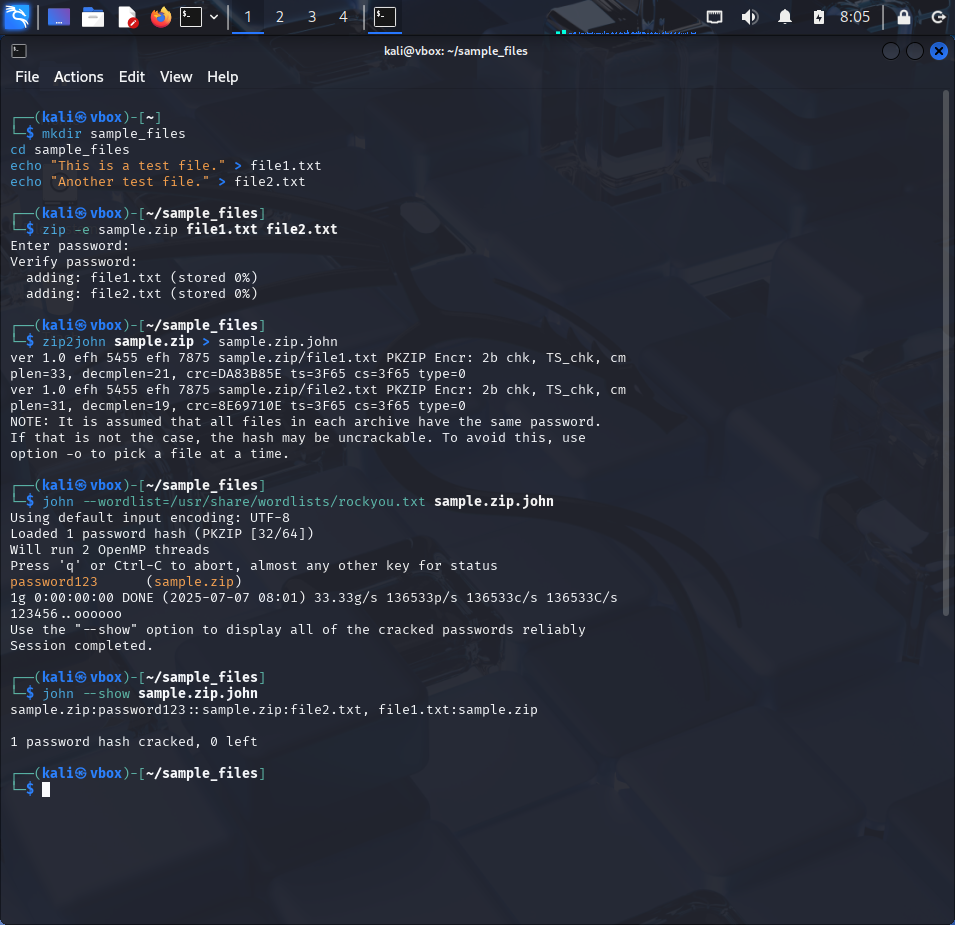 1 2 3 4 8:05
kali@vbox: ~/sample_files
File Actions Edit View Help
┌──(kali㉿vbox)-[~]
└─$ mkdir sample_files
cd sample_files
echo "This is a test file." > file1.txt
echo "Another test file." > file2.txt
┌──(kali㉿vbox)-[~/sample_files]
└─$ zip -e sample.zip file1.txt file2.txt
Enter password:
Verify password:
  adding: file1.txt (stored 0%)
  adding: file2.txt (stored 0%)
┌──(kali㉿vbox)-[~/sample_files]
└─$ zip2john sample.zip > sample.zip.john
ver 1.0 efh 5455 efh 7875 sample.zip/file1.txt PKZIP Encr: 2b chk, TS_chk, cm
plen=33, decmplen=21, crc=DA83B85E ts=3F65 cs=3f65 type=0
ver 1.0 efh 5455 efh 7875 sample.zip/file2.txt PKZIP Encr: 2b chk, TS_chk, cm
plen=31, decmplen=19, crc=8E69710E ts=3F65 cs=3f65 type=0
NOTE: It is assumed that all files in each archive have the same password.
If that is not the case, the hash may be uncrackable. To avoid this, use
option -o to pick a file at a time.
┌──(kali㉿vbox)-[~/sample_files]
└─$ john --wordlist=/usr/share/wordlists/rockyou.txt sample.zip.john
Using default input encoding: UTF-8
Loaded 1 password hash (PKZIP [32/64])
Will run 2 OpenMP threads
Press 'q' or Ctrl-C to abort, almost any other key for status
password123      (sample.zip)
1g 0:00:00:00 DONE (2025-07-07 08:01) 33.33g/s 136533p/s 136533c/s 136533C/s
123456..oooooo
Use the "--show" option to display all of the cracked passwords reliably
Session completed.
┌──(kali㉿vbox)-[~/sample_files]
└─$ john --show sample.zip.john
sample.zip:password123::sample.zip:file2.txt, file1.txt:sample.zip
1 password hash cracked, 0 left
┌──(kali㉿vbox)-[~/sample_files]
└─$